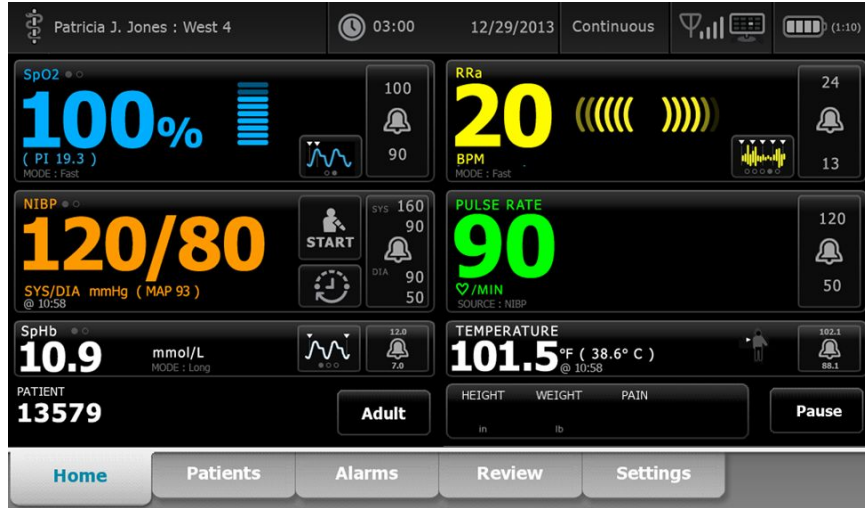 Patricia J. Jones : West 4
03:00
12/29/2013
Continuous
(1:10)
SpO2
100%
( PI 19.3 )
MODE : Fast
100
90
RRa
20
BPM
MODE : Fast
24
13
NIBP
120/80
SYS/DIA mmHg ( MAP 93 )
@ 10:58
START
SYS 160
90
DIA 90
50
PULSE RATE
90
/MIN
SOURCE : NIBP
120
50
SpHb
10.9
mmol/L
MODE : Long
12.0
7.0
TEMPERATURE
101.5 °F ( 38.6° C )
@ 10:58
102.1
88.1
PATIENT
13579
Adult
HEIGHT WEIGHT PAIN
in lb
Pause
Home Patients Alarms Review Settings